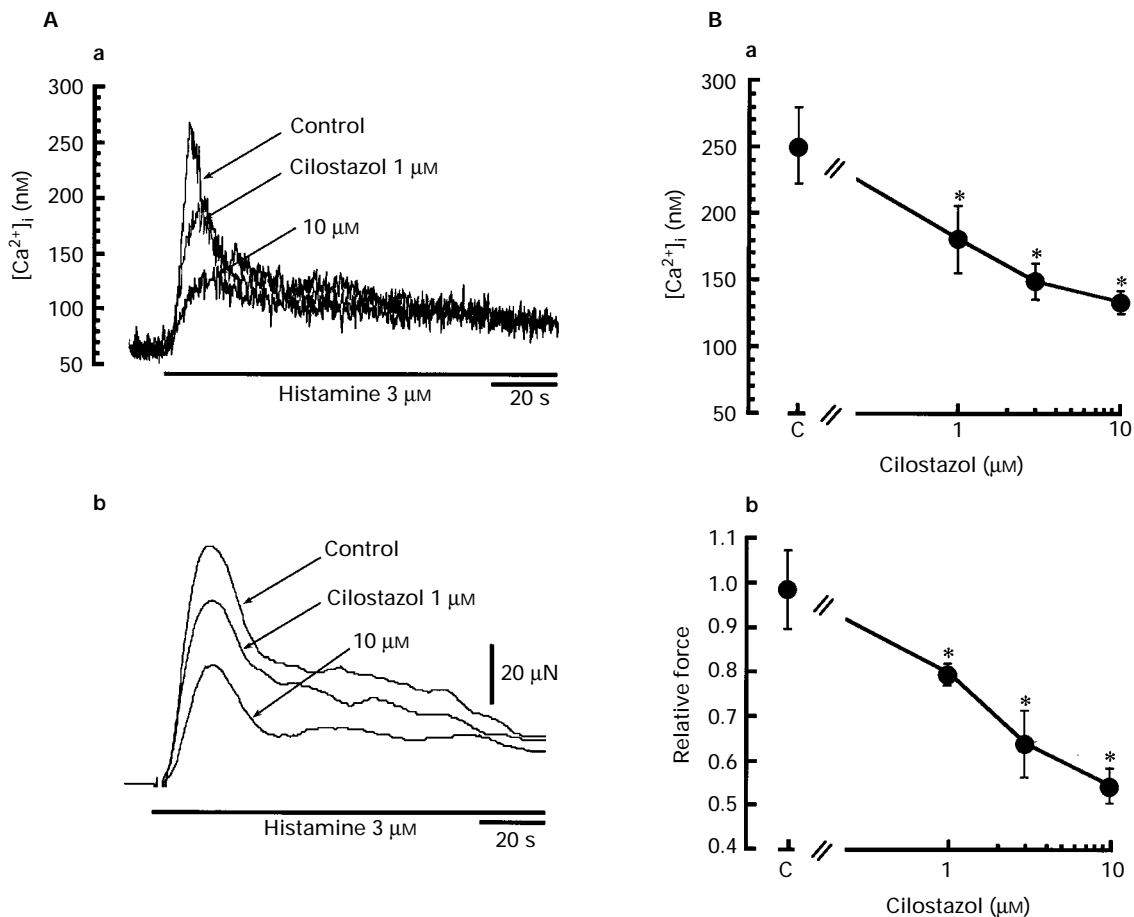 A
a
300
250
200
150
100
50
[Ca²⁺]ᵢ (nM)
Control
Cilostazol 1 μM
10 μM
Histamine 3 μM
20 s
b
Control
Cilostazol 1 μM
10 μM
20 μN
Histamine 3 μM
20 s
B
a
300
250
200
150
100
50
[Ca²⁺]ᵢ (nM)
*
*
*
C
1
10
Cilostazol (μM)
b
1.1
1.0
0.9
0.8
0.7
0.6
0.5
0.4
Relative force
*
*
*
C
1
10
Cilostazol (μM)